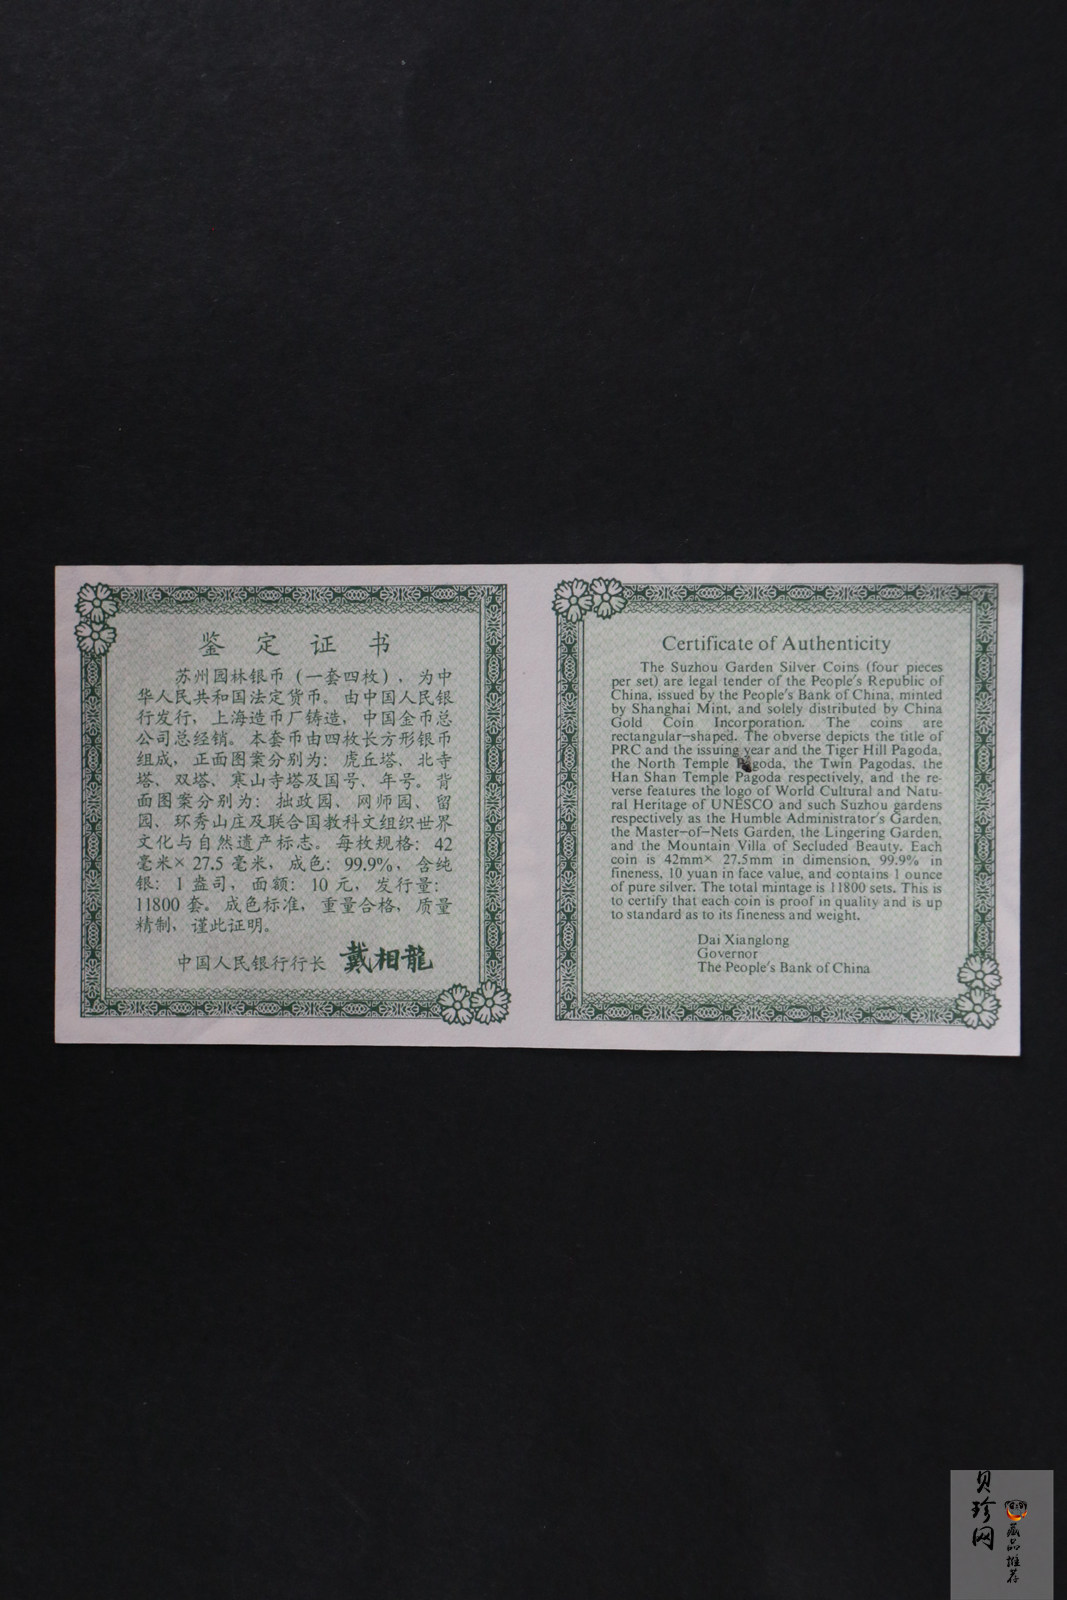 鉴定证书
苏州园林银币（一套四枚），为中
华人民共和国法定货币。由中国人民银
行发行，上海造币厂铸造，中国金币总
公司总经销。本套币由四枚长方形银币
组成，正面图案分别为：虎丘塔、北寺
塔、双塔、寒山寺塔及国号、年号。背
面图案分别为：拙政园、网师园、留
园、环秀山庄及联合国教科文组织世界
文化与自然遗产标志。每枚规格：42
毫米×27.5毫米，成色：99.9%，含纯
银：1盎司，面额：10元，发行量：
11800套。成色标准，重量合格，质量
精制，谨此证明。
中国人民银行行长 戴相龍
Certificate of Authenticity
The Suzhou Garden Silver Coins (four pieces
per set) are legal tender of the People's Republic of
China, issued by the People's Bank of China, minted
by Shanghai Mint, and solely distributed by China
Gold Coin Incorporation. The coins are
rectangular-shaped. The obverse depicts the title of
PRC and the issuing year and the Tiger Hill Pagoda,
the North Temple Pagoda, the Twin Pagodas, the
Han Shan Temple Pagoda respectively, and the re-
verse features the logo of World Cultural and Natu-
ral Heritage of UNESCO and such Suzhou gardens
respectively as the Humble Administrator's Garden,
the Master-of-Nets Garden, the Lingering Garden,
and the Mountain Villa of Secluded Beauty. Each
coin is 42mm× 27.5mm in dimension, 99.9% in
fineness, 10 yuan in face value, and contains 1 ounce
of pure silver. The total mintage is 11800 sets. This is
to certify that each coin is proof in quality and is up
to standard as to its fineness and weight.
Dai Xianglong
Governor
The People's Bank of China
贝珍网
藏品推荐